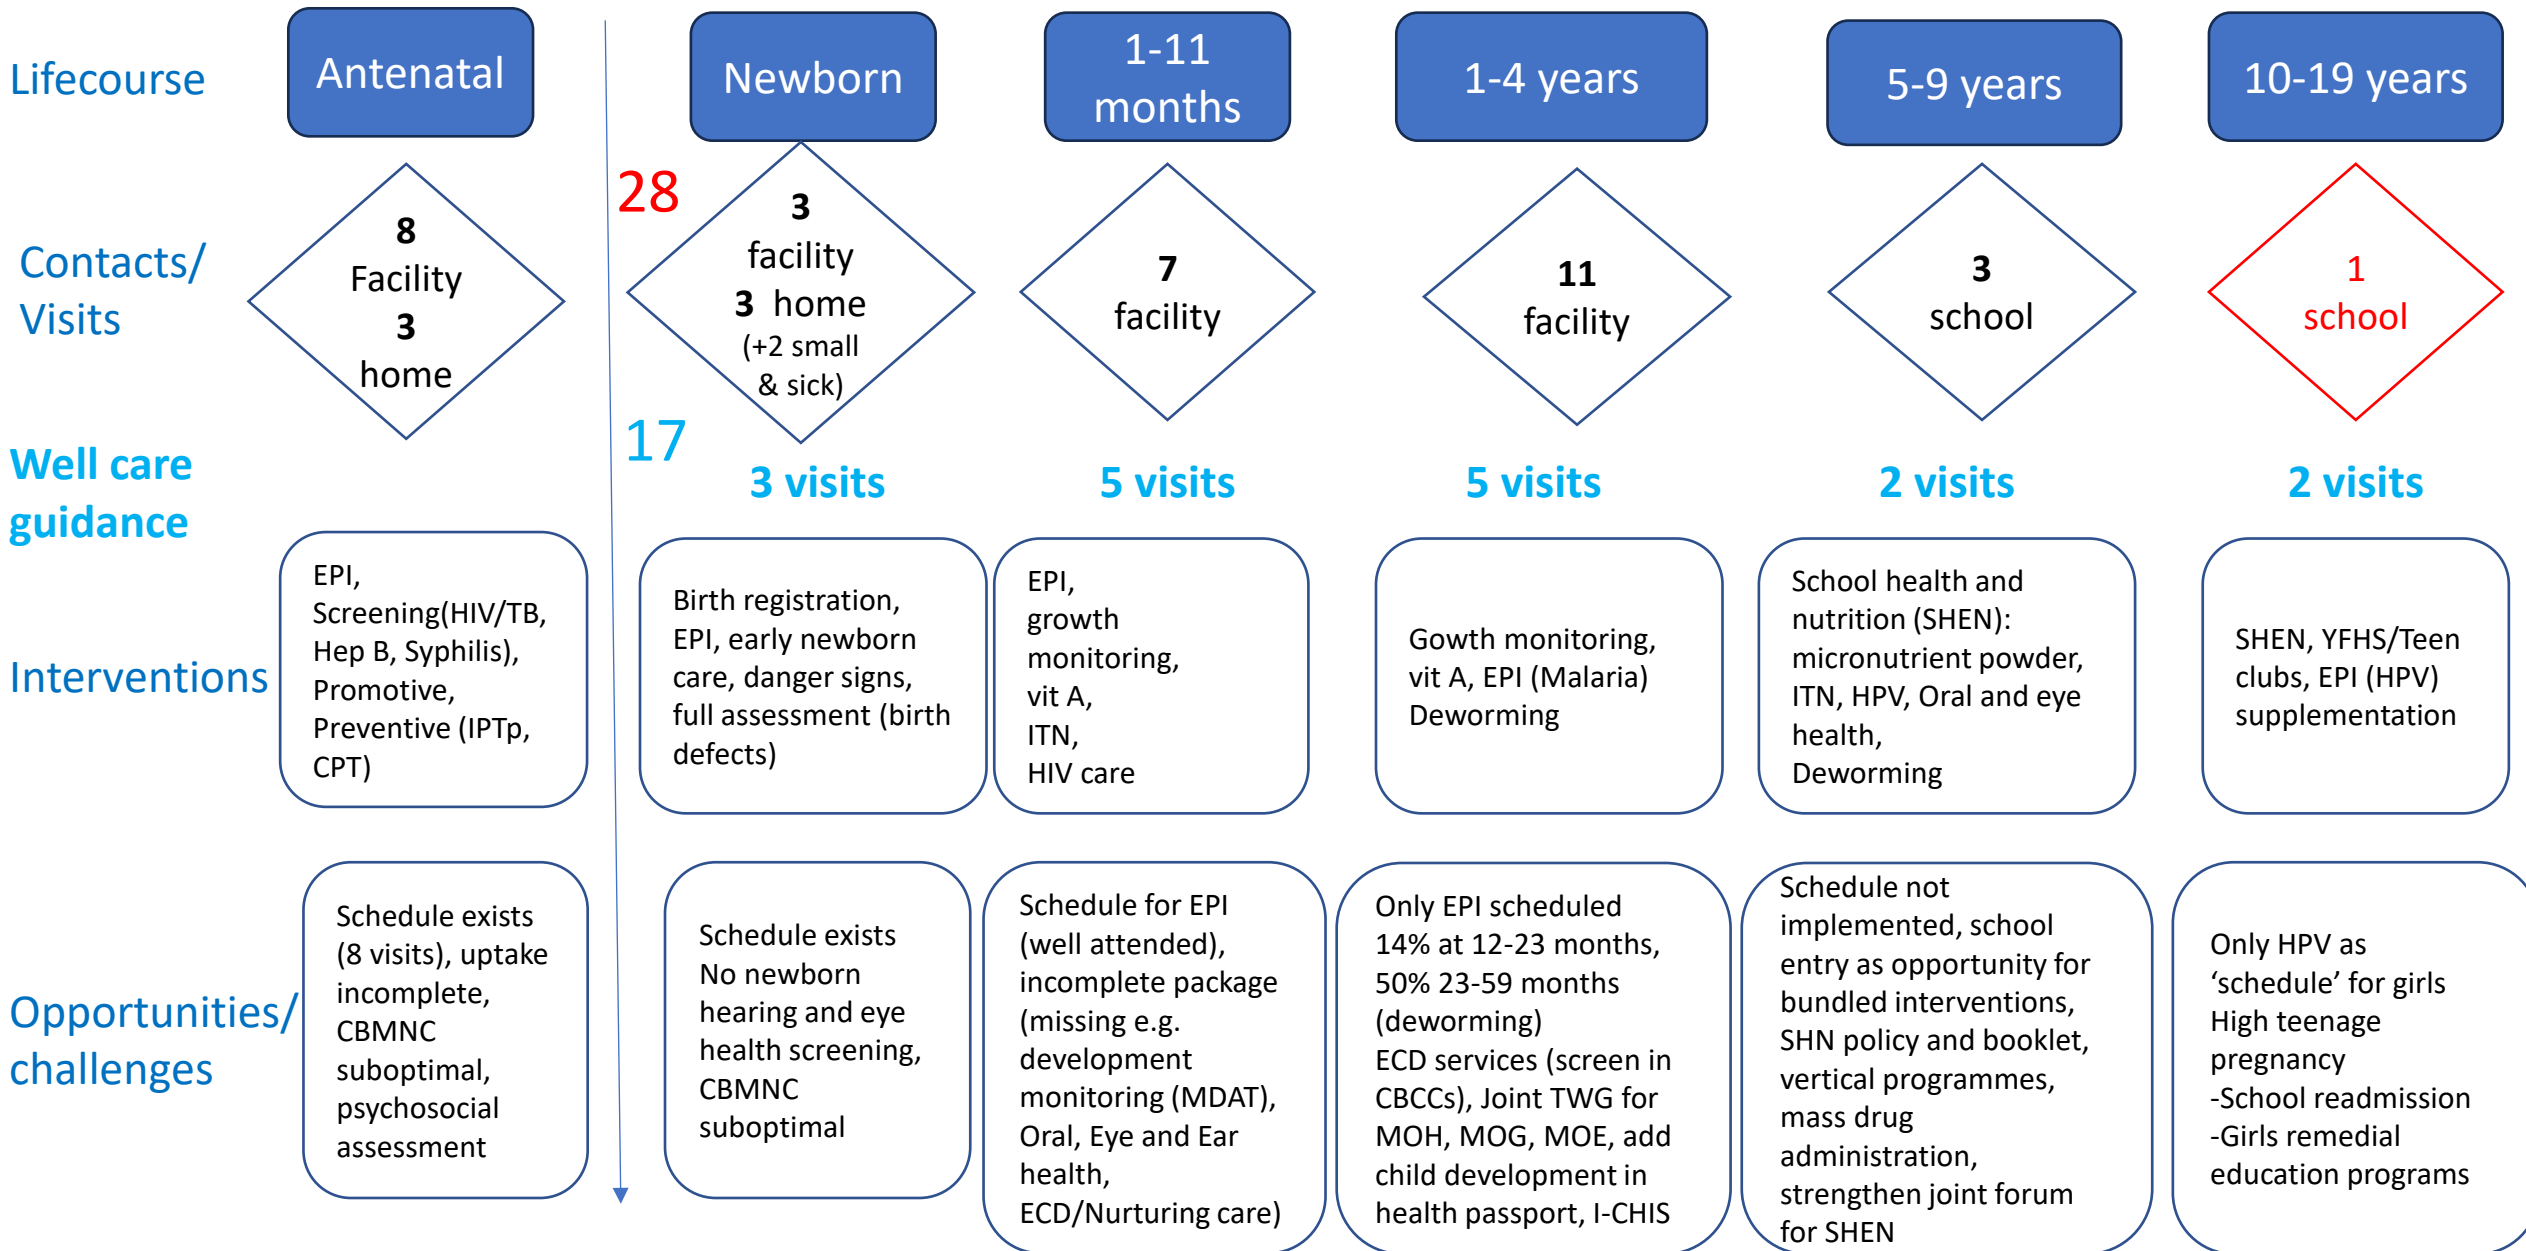 Lifecourse
Antenatal
Newborn
1-11
months
1-4 years
5-9 years
10-19 years
Contacts/
Visits
8
Facility
3
home
28
3
facility
3 home
(+2 small
& sick)
7
facility
11
facility
3
school
1
school
Well care
guidance
17
3 visits
5 visits
5 visits
2 visits
2 visits
Interventions
EPI,
Screening(HIV/TB,
Hep B, Syphilis),
Promotive,
Preventive (IPTp,
CPT)
Birth registration,
EPI, early newborn
care, danger signs,
full assessment (birth
defects)
EPI,
growth
monitoring,
vit A,
ITN,
HIV care
Gowth monitoring,
vit A, EPI (Malaria)
Deworming
School health and
nutrition (SHEN):
micronutrient powder,
ITN, HPV, Oral and eye
health,
Deworming
SHEN, YFHS/Teen
clubs, EPI (HPV)
supplementation
Opportunities/
challenges
Schedule exists
(8 visits), uptake
incomplete,
CBMNC
suboptimal,
psychosocial
assessment
Schedule exists
No newborn
hearing and eye
health screening,
CBMNC
suboptimal
Schedule for EPI
(well attended),
incomplete package
(missing e.g.
development
monitoring (MDAT),
Oral, Eye and Ear
health,
ECD/Nurturing care)
Only EPI scheduled
14% at 12-23 months,
50% 23-59 months
(deworming)
ECD services (screen in
CBCCs), Joint TWG for
MOH, MOG, MOE, add
child development in
health passport, I-CHIS
Schedule not
implemented, school
entry as opportunity for
bundled interventions,
SHN policy and booklet,
vertical programmes,
mass drug
administration,
strengthen joint forum
for SHEN
Only HPV as
‘schedule’ for girls
High teenage
pregnancy
-School readmission
-Girls remedial
education programs